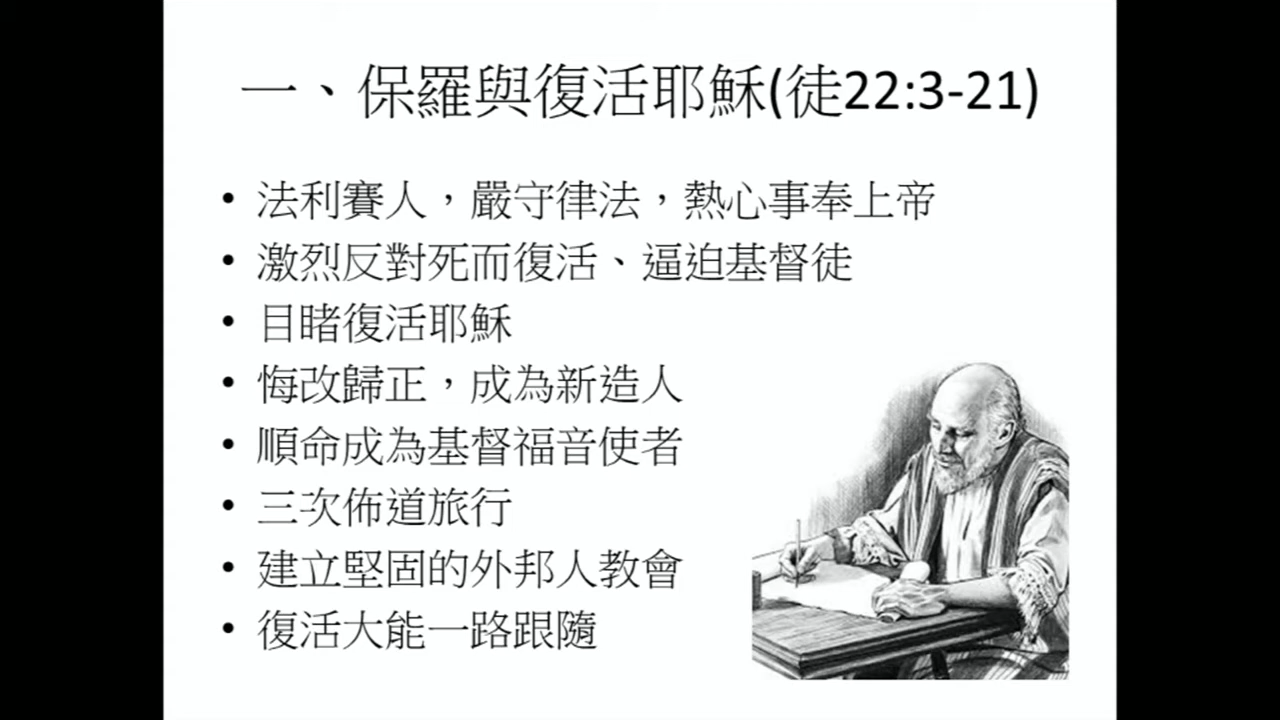 一、保羅與復活耶穌(徒22:3-21)
• 法利賽人，嚴守律法，熱心事奉上帝
• 激烈反對死而復活、逼迫基督徒
• 目睹復活耶穌
• 悔改歸正，成為新造人
• 順命成為基督福音使者
• 三次佈道旅行
• 建立堅固的外邦人教會
• 復活大能一路跟隨